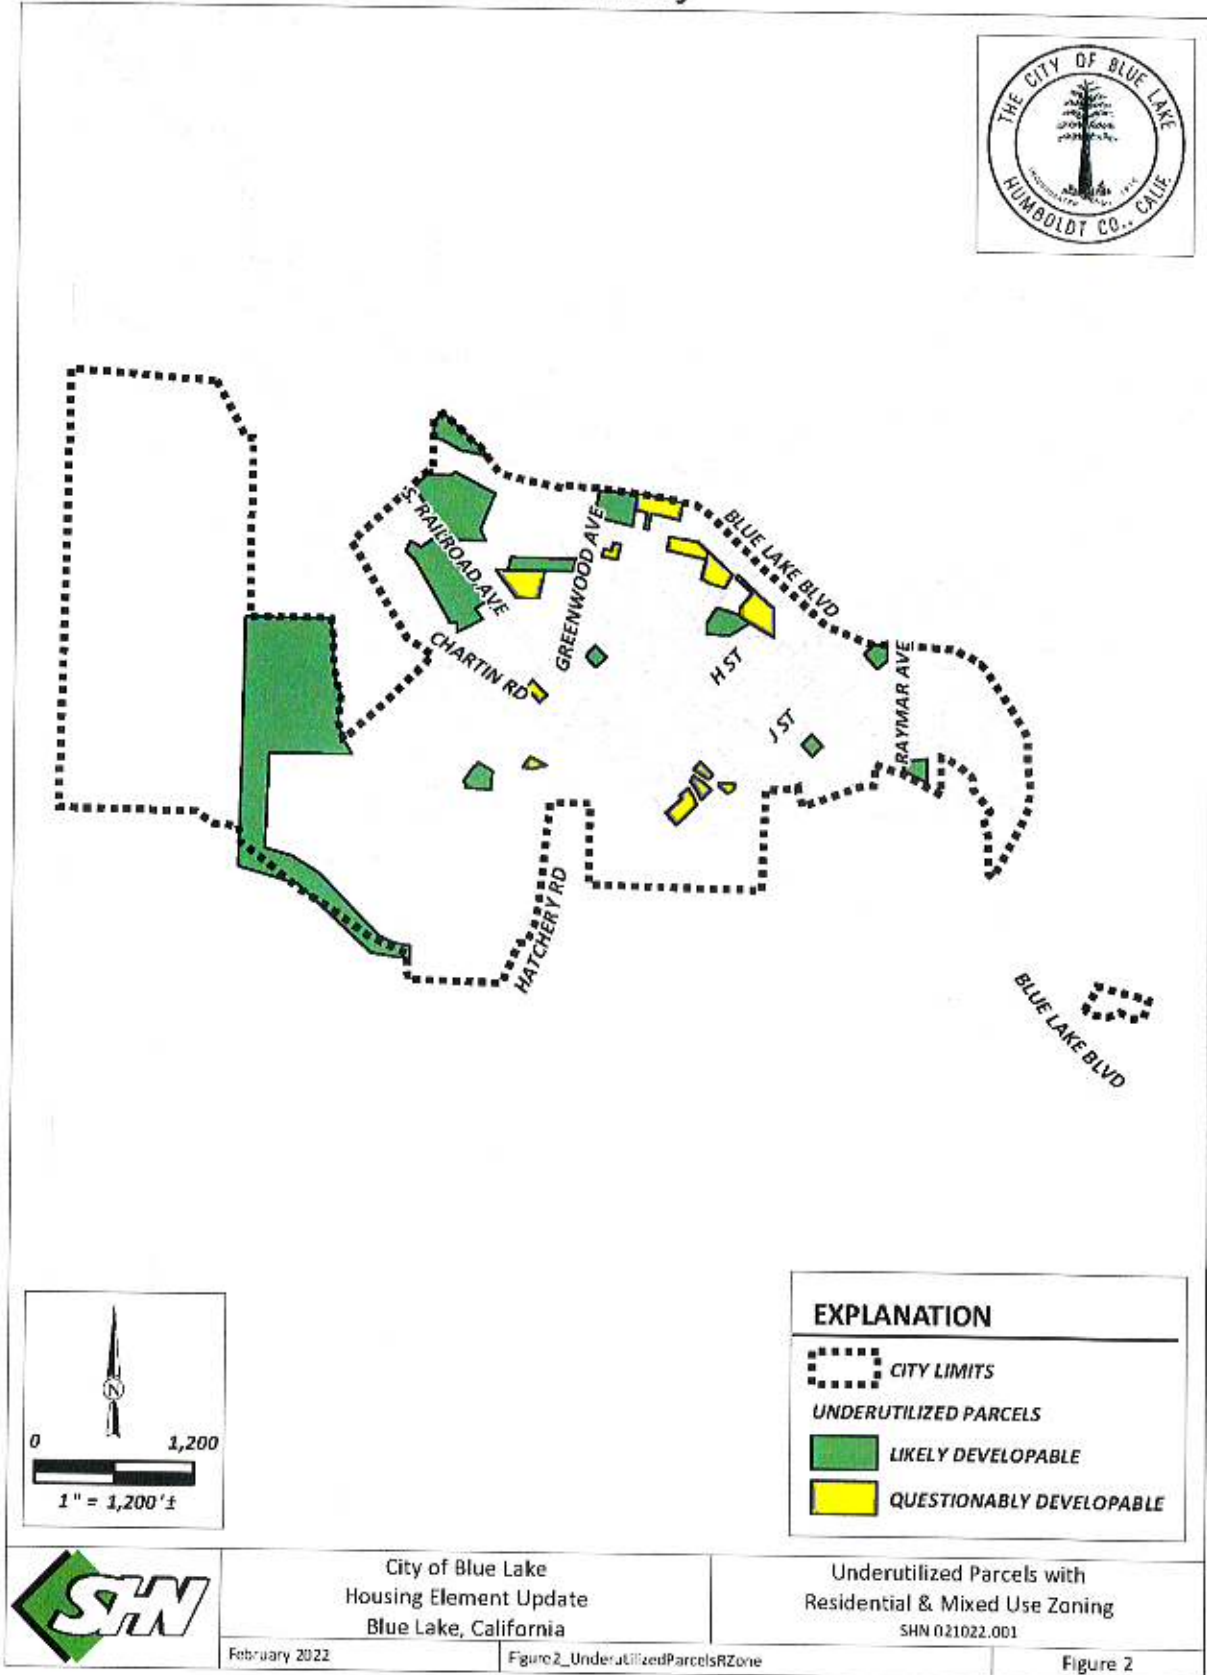 THE CITY OF BLUE LAKE
HUMBOLDT CO., CALIF.
S. RAILROAD AVE
GREENWOOD AVE
BLUE LAKE BLVD
CHARTIN RD
H ST
J ST
RAYMAR AVE
HATCHERY RD
BLUE LAKE BLVD
N
0 1,200
1" = 1,200'±
EXPLANATION
CITY LIMITS
UNDERUTILIZED PARCELS
LIKELY DEVELOPABLE
QUESTIONABLY DEVELOPABLE
SHN
City of Blue Lake
Housing Element Update
Blue Lake, California
Underutilized Parcels with
Residential & Mixed Use Zoning
SHN 021022.001
February 2022
Figure2_UnderutilizedParcelsRZone
Figure 2